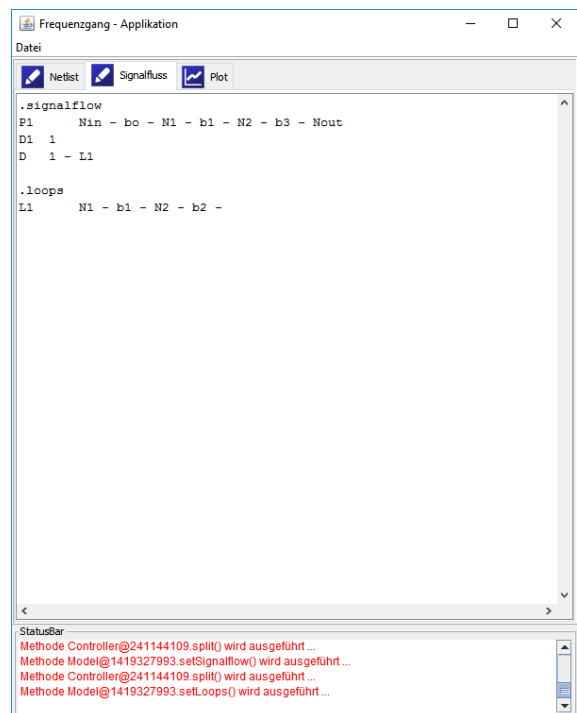 Frequenzgang - Applikation
Datei
Netlist Signalfluss Plot
.signalflow
P1 Nin - bo - N1 - b1 - N2 - b3 - Nout
D1 1
D 1 - L1
.loops
L1 N1 - b1 - N2 - b2 -
StatusBar
Methode Controller@241144109.split() wird ausgeführt ...
Methode Model@1419327993.setSignalflow() wird ausgeführt ...
Methode Controller@241144109.split() wird ausgeführt ...
Methode Model@1419327993.setLoops() wird ausgeführt ...